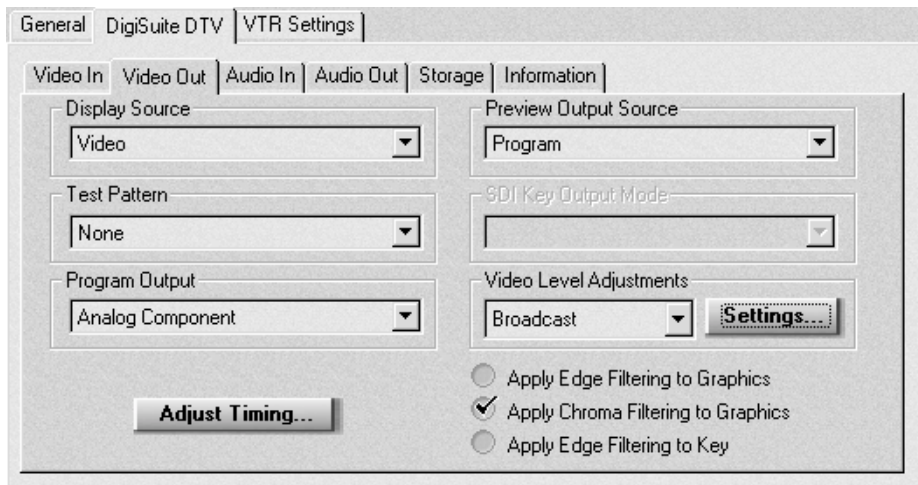 General DigiSuite DTV VTR Settings
Video In Video Out Audio In Audio Out Storage Information
Display Source
Video
Preview Output Source
Program
Test Pattern
None
SDI Key Output Mode
Program Output
Analog Component
Video Level Adjustments
Broadcast Settings...
Adjust Timing...
Apply Edge Filtering to Graphics
Apply Chroma Filtering to Graphics
Apply Edge Filtering to Key